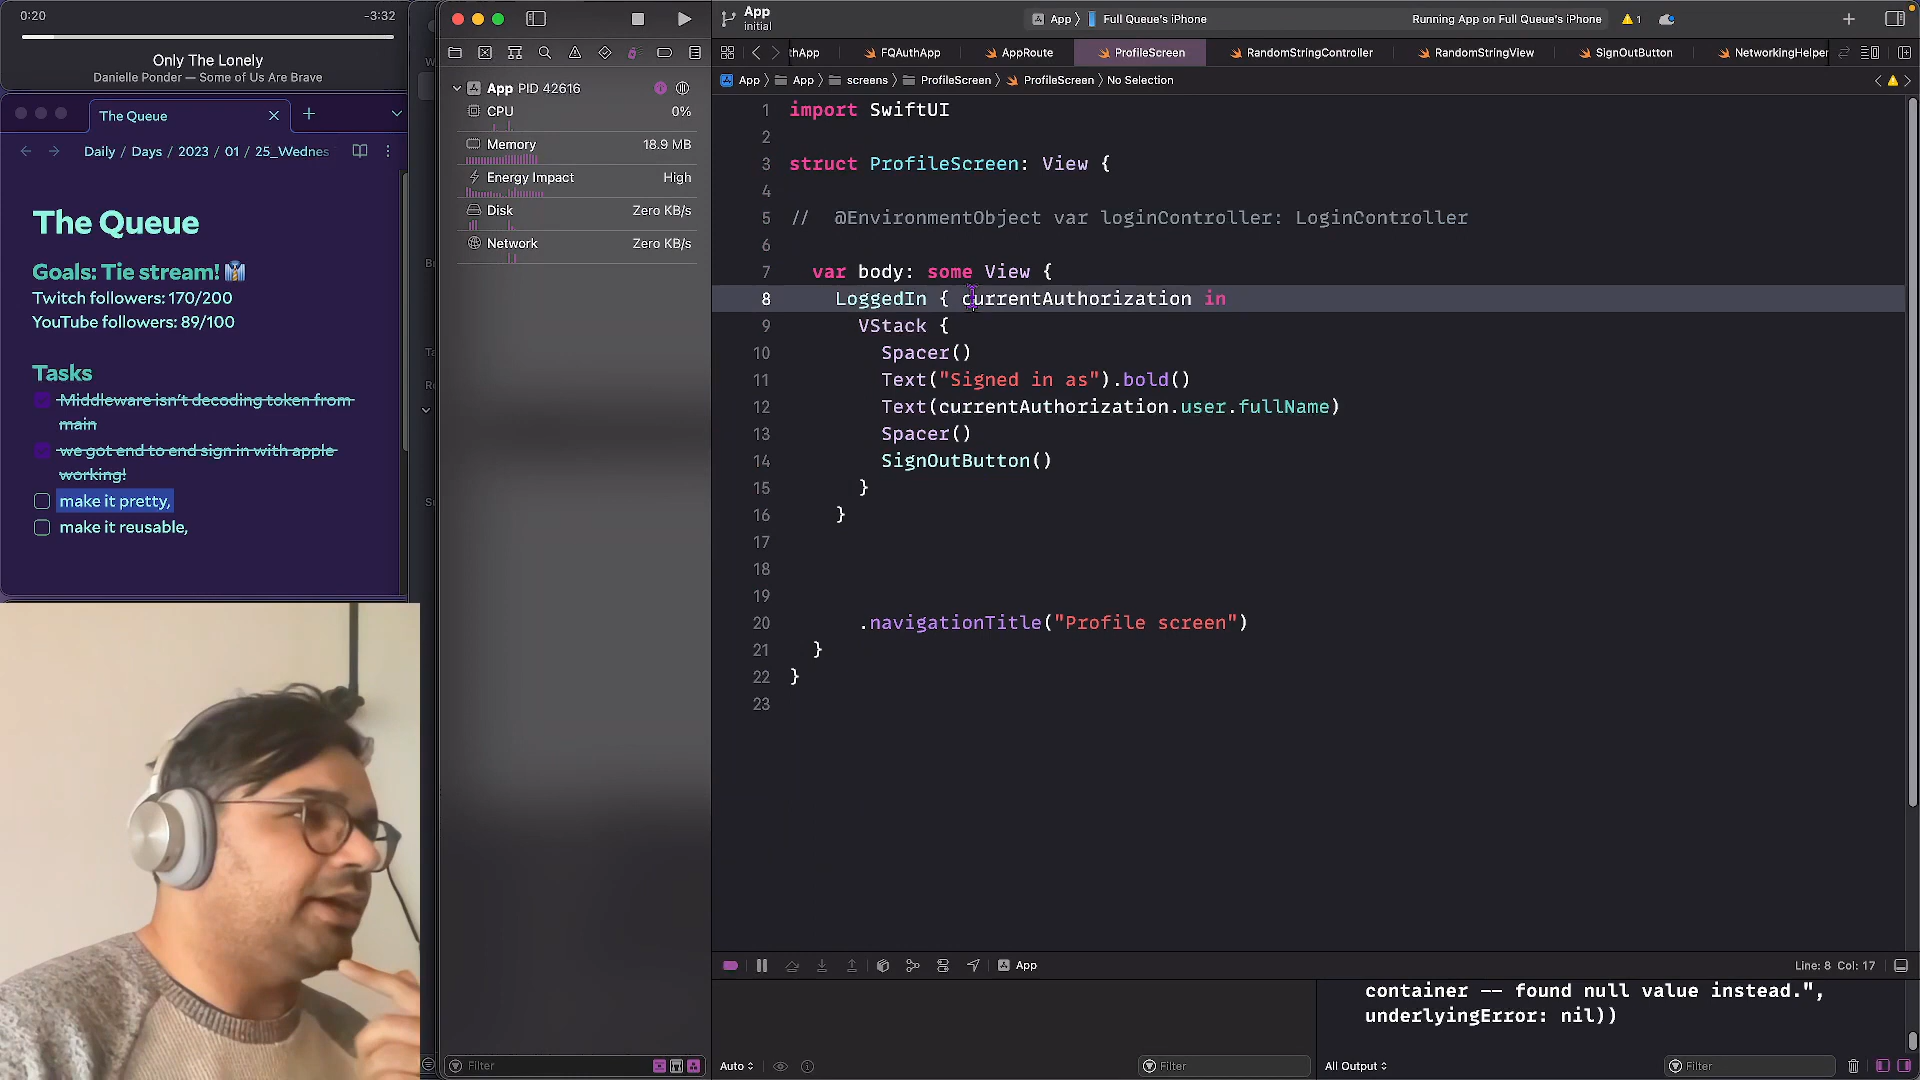 0:20
-3:32
Only The Lonely
Danielle Ponder — Some of Us Are Brave
The Queue
Daily / Days / 2023 / 01 / 25_Wednes
The Queue
Goals: Tie stream! 👔
Twitch followers: 170/200
YouTube followers: 89/100
Tasks
Middleware isn't decoding token from
main
we got end to end sign in with apple
working!
make it pretty,
make it reusable,
App PID 42616
CPU 0%
Memory 18.9 MB
Energy Impact High
Disk Zero KB/s
Network Zero KB/s
Filter
App
initial
App 〉 Full Queue's iPhone
Running App on Full Queue's iPhone
1
thApp
FQAuthApp
AppRoute
ProfileScreen
RandomStringController
RandomStringView
SignOutButton
NetworkingHelper
App 〉 App 〉 screens 〉 ProfileScreen 〉 ProfileScreen 〉 No Selection
1 import SwiftUI
2
3 struct ProfileScreen: View {
4
5 //  @EnvironmentObject var loginController: LoginController
6
7 var body: some View {
8 LoggedIn { currentAuthorization in
9 VStack {
10 Spacer()
11 Text("Signed in as").bold()
12 Text(currentAuthorization.user.fullName)
13 Spacer()
14 SignOutButton()
15 }
16 }
17
18
19
20 .navigationTitle("Profile screen")
21 }
22 }
23
App
Line: 8 Col: 17
container -- found null value instead.",
underlyingError: nil))
Auto
Filter
All Output
Filter